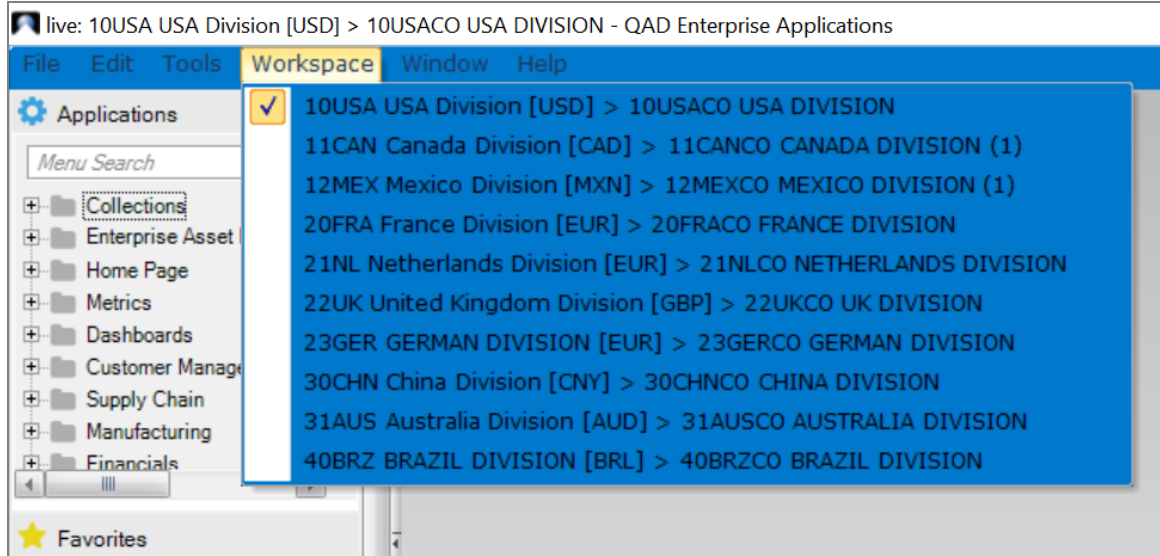 live: 10USA USA Division [USD] > 10USACO USA DIVISION - QAD Enterprise Applications
File Edit Tools Workspace Window Help
Applications
Menu Search
Collections
Enterprise Asset
Home Page
Metrics
Dashboards
Customer Manage
Supply Chain
Manufacturing
Financials
Favorites
10USA USA Division [USD] > 10USACO USA DIVISION
11CAN Canada Division [CAD] > 11CANCO CANADA DIVISION (1)
12MEX Mexico Division [MXN] > 12MEXCO MEXICO DIVISION (1)
20FRA France Division [EUR] > 20FRACO FRANCE DIVISION
21NL Netherlands Division [EUR] > 21NLCO NETHERLANDS DIVISION
22UK United Kingdom Division [GBP] > 22UKCO UK DIVISION
23GER GERMAN DIVISION [EUR] > 23GERCO GERMAN DIVISION
30CHN China Division [CNY] > 30CHNCO CHINA DIVISION
31AUS Australia Division [AUD] > 31AUSCO AUSTRALIA DIVISION
40BRZ BRAZIL DIVISION [BRL] > 40BRZCO BRAZIL DIVISION